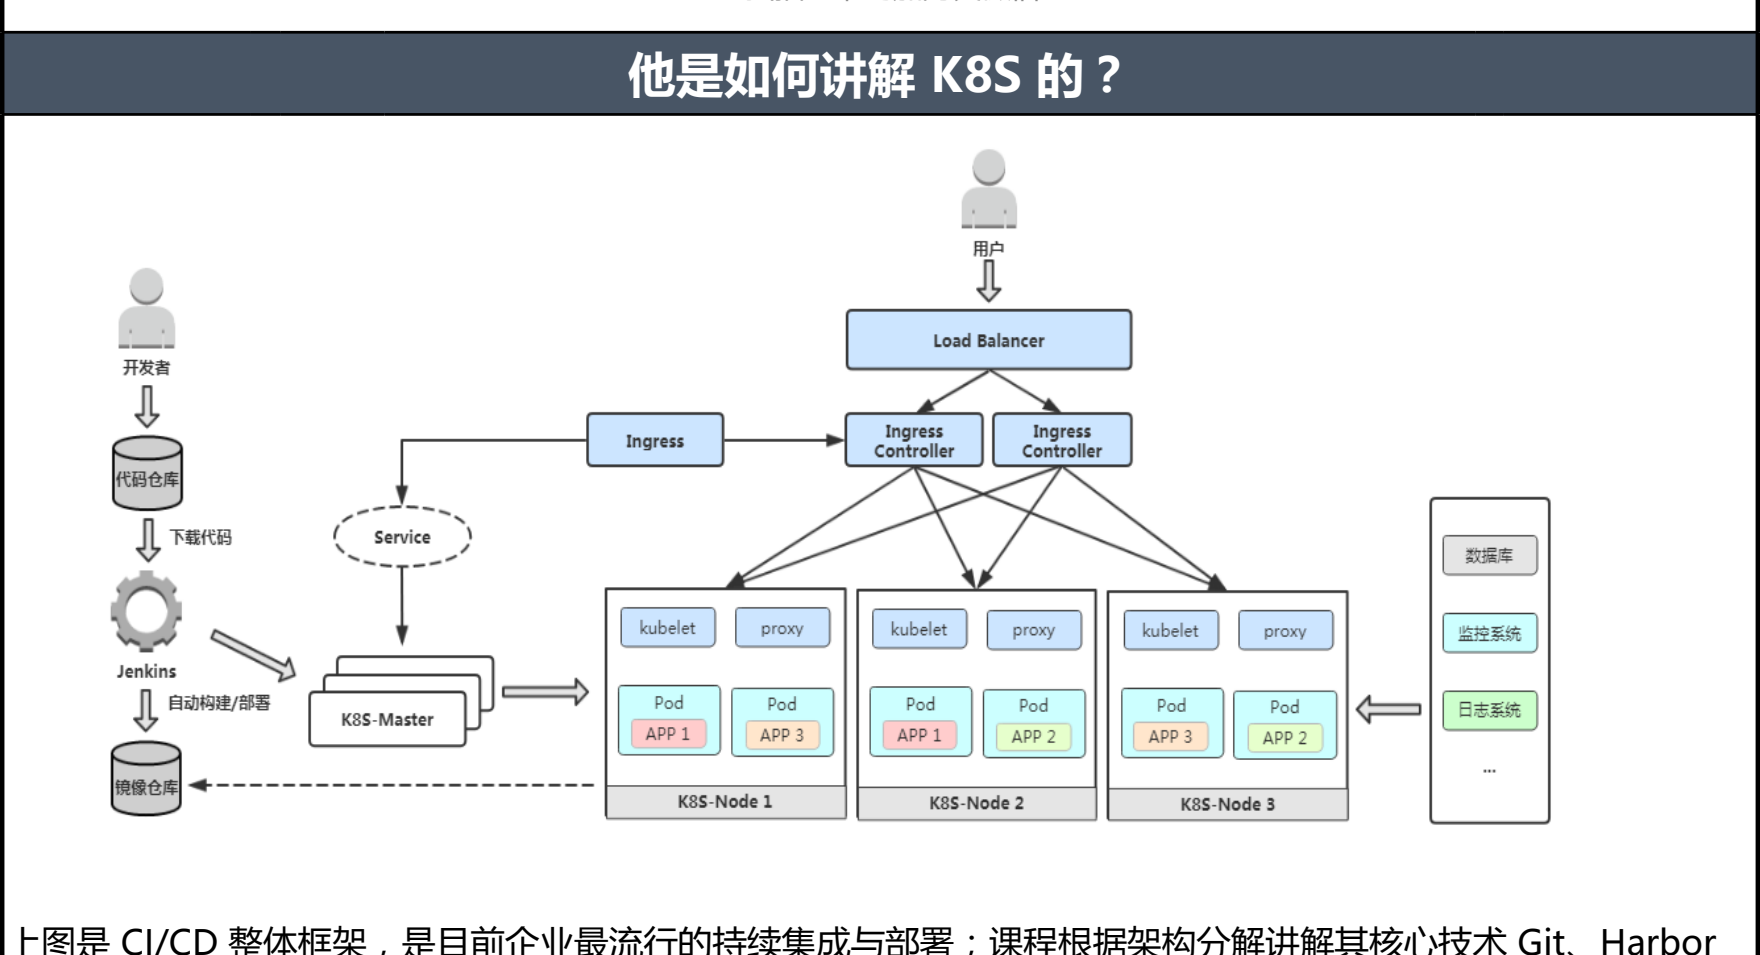 他是如何讲解 K8S 的？
用户
Load Balancer
开发者
Ingress
Ingress
Controller
Ingress
Controller
代码仓库
下载代码
Service
数据库
监控系统
日志系统
...
Jenkins
自动构建/部署
K8S-Master
镜像仓库
kubelet
proxy
Pod
APP 1
Pod
APP 3
K8S-Node 1
kubelet
proxy
Pod
APP 1
Pod
APP 2
K8S-Node 2
kubelet
proxy
Pod
APP 3
Pod
APP 2
K8S-Node 3
上图是 CI/CD 整体框架，是目前企业最流行的持续集成与部署；课程根据架构分解讲解其核心技术 Git、Harbor